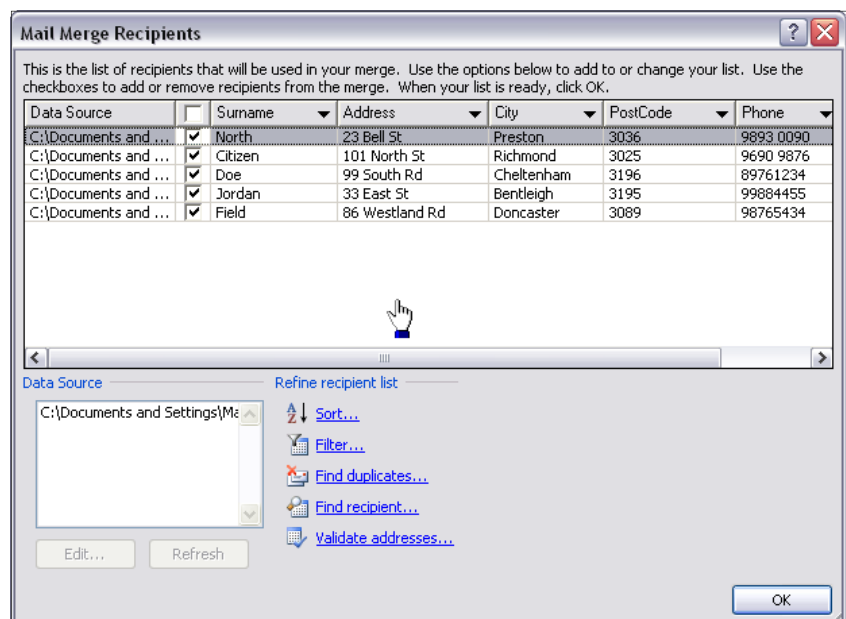 Mail Merge Recipients
This is the list of recipients that will be used in your merge. Use the options below to add to or change your list. Use the
checkboxes to add or remove recipients from the merge. When your list is ready, click OK.
Data Source Surname Address City PostCode Phone
C:\Documents and ... North 23 Bell St Preston 3036 9893 0090
C:\Documents and ... Citizen 101 North St Richmond 3025 9690 9876
C:\Documents and ... Doe 99 South Rd Cheltenham 3196 89761234
C:\Documents and ... Jordan 33 East St Bentleigh 3195 99884455
C:\Documents and ... Field 86 Westland Rd Doncaster 3089 98765434
Data Source
C:\Documents and Settings\Ma
Edit...
Refresh
Refine recipient list
Sort...
Filter...
Find duplicates...
Find recipient...
Validate addresses...
OK